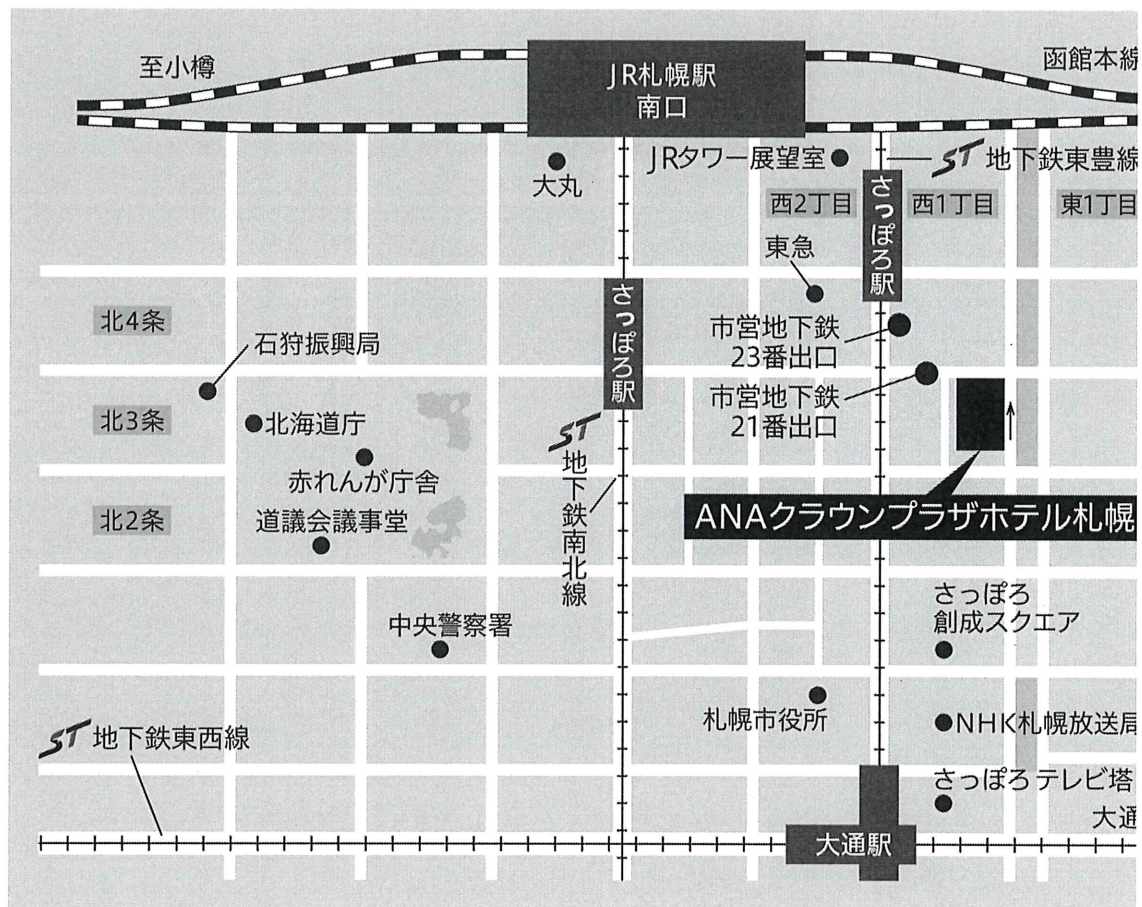 至小樽
JR札幌駅
南口
函館本線
大丸
JRタワー展望室
ST 地下鉄東豊線
西2丁目
さっぽろ駅
西1丁目
東1丁目
東急
北4条
さっぽろ駅
市営地下鉄
23番出口
石狩振興局
北3条
北海道庁
市営地下鉄
21番出口
赤れんが庁舎
ST 地下鉄南北線
北2条
道議会議事堂
ANAクラウンプラザホテル札幌
さっぽろ
創成スクエア
中央警察署
札幌市役所
NHK札幌放送局
ST 地下鉄東西線
さっぽろテレビ塔
大通
大通駅